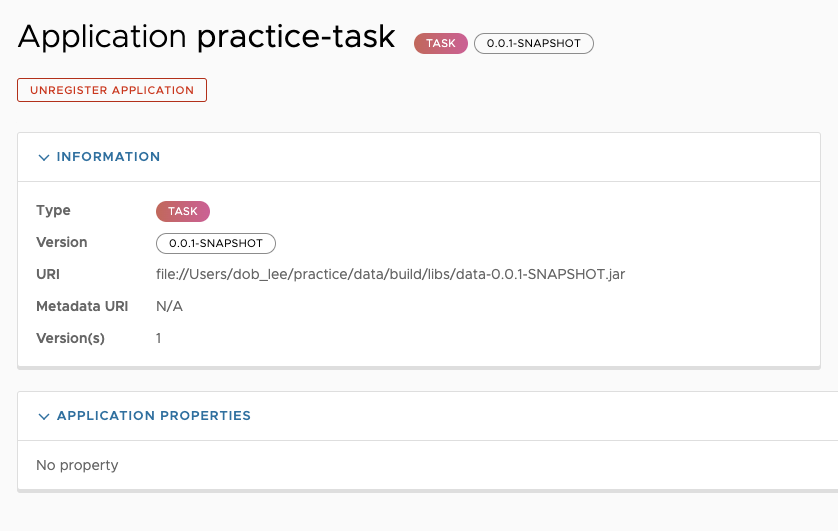 Application practice-task TASK 0.0.1-SNAPSHOT
UNREGISTER APPLICATION
INFORMATION
Type TASK
Version 0.0.1-SNAPSHOT
URI file://Users/dob_lee/practice/data/build/libs/data-0.0.1-SNAPSHOT.jar
Metadata URI N/A
Version(s) 1
APPLICATION PROPERTIES
No property